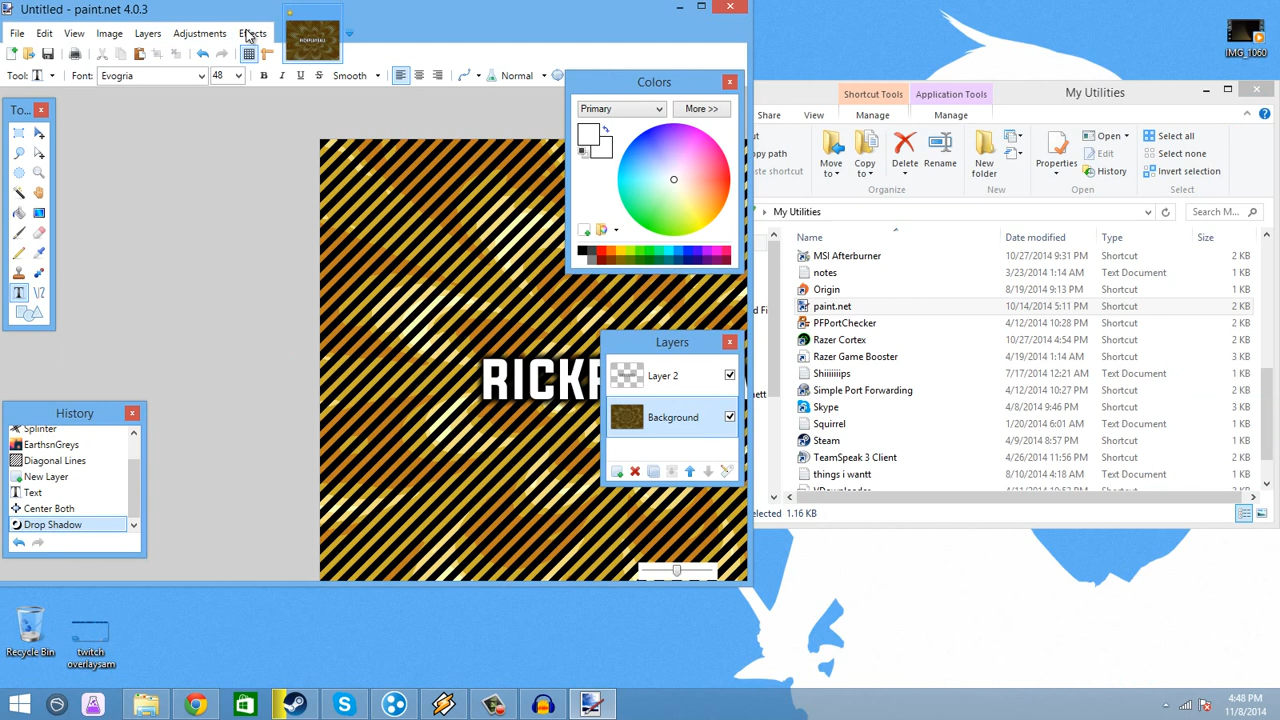 Untitled - paint.net 4.0.3
File Edit View Image Layers Adjustments Effects
RICKPLAYSALL
Tool: Font: Evogria 48 Smooth Normal
To...
Colors
Primary More >>
RICKP
Layers
Layer 2
Background
History
Splinter
EarthsnGreys
Diagonal Lines
New Layer
Text
Center Both
Drop Shadow
Shortcut Tools Application Tools My Utilities
Share View Manage Manage
Move to Copy to Delete Rename New folder Properties Open Edit History Select all Select none Invert selection
opy path
aste shortcut
Organize New Open Select
My Utilities Search M...
Name Date modified Type Size
MSI Afterburner 10/27/2014 9:31 PM Shortcut 2 KB
notes 3/23/2014 1:14 AM Text Document 1 KB
Origin 8/19/2014 9:13 PM Shortcut 1 KB
paint.net 10/14/2014 5:11 PM Shortcut 2 KB
PFPortChecker 4/12/2014 10:28 PM Shortcut 2 KB
Razer Cortex 10/27/2014 4:54 PM Shortcut 2 KB
Razer Game Booster 4/19/2014 1:14 AM Shortcut 2 KB
Shiiiiiiips 7/17/2014 12:21 AM Shortcut 1 KB
Simple Port Forwarding 4/12/2014 10:27 PM Shortcut 2 KB
Skype 4/8/2014 9:46 PM Shortcut 3 KB
Squirrel 1/18/2014 6:01 AM Text Document 1 KB
Steam 4/9/2014 8:57 PM Shortcut 1 KB
TeamSpeak 3 Client 4/26/2014 11:56 PM Shortcut 2 KB
things i wantt 8/10/2014 4:18 AM Text Document 1 KB
VDownloader
elected 1.16 KB
IMG_1060
Recycle Bin
twitch overlaysam
4:48 PM
11/8/2014